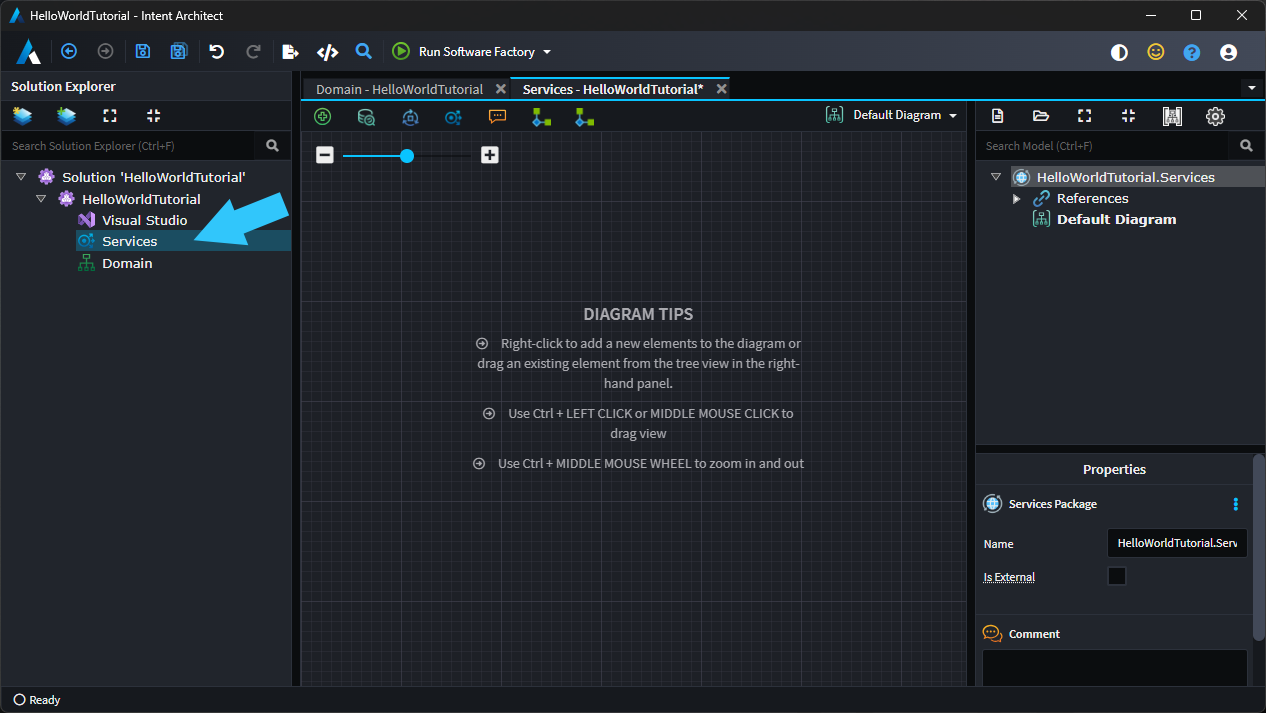 HelloWorldTutorial - Intent Architect
Run Software Factory
Solution Explorer
Search Solution Explorer (Ctrl+F)
Solution 'HelloWorldTutorial'
HelloWorldTutorial
Visual Studio
Services
Domain
Domain - HelloWorldTutorial
Services - HelloWorldTutorial*
Default Diagram
DIAGRAM TIPS
Right-click to add a new elements to the diagram or
drag an existing element from the tree view in the right-
hand panel.
Use Ctrl + LEFT CLICK or MIDDLE MOUSE CLICK to
drag view
Use Ctrl + MIDDLE MOUSE WHEEL to zoom in and out
Search Model (Ctrl+F)
HelloWorldTutorial.Services
References
Default Diagram
Properties
Services Package
Name
HelloWorldTutorial.Serv
Is External
Comment
Ready